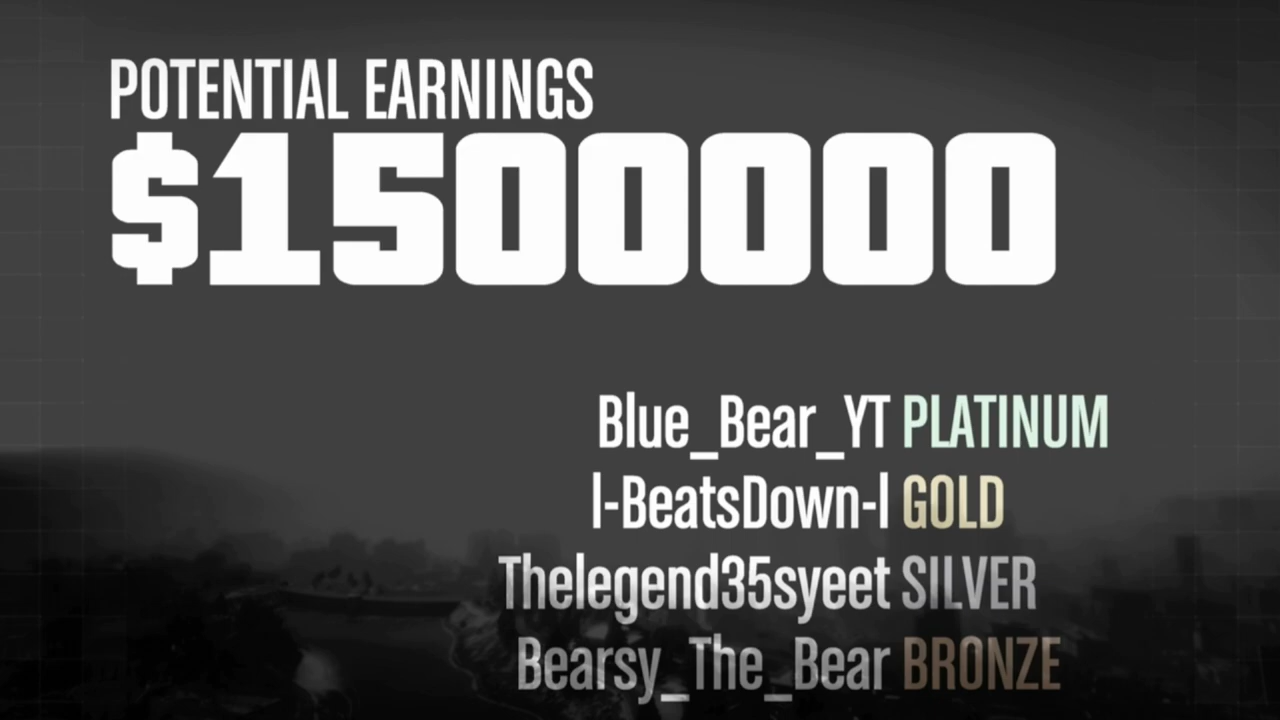 POTENTIAL EARNINGS
$1500000
Blue_Bear_YT PLATINUM
l-BeatsDown-l GOLD
Thelegend35syeet SILVER
Bearsy_The_Bear BRONZE